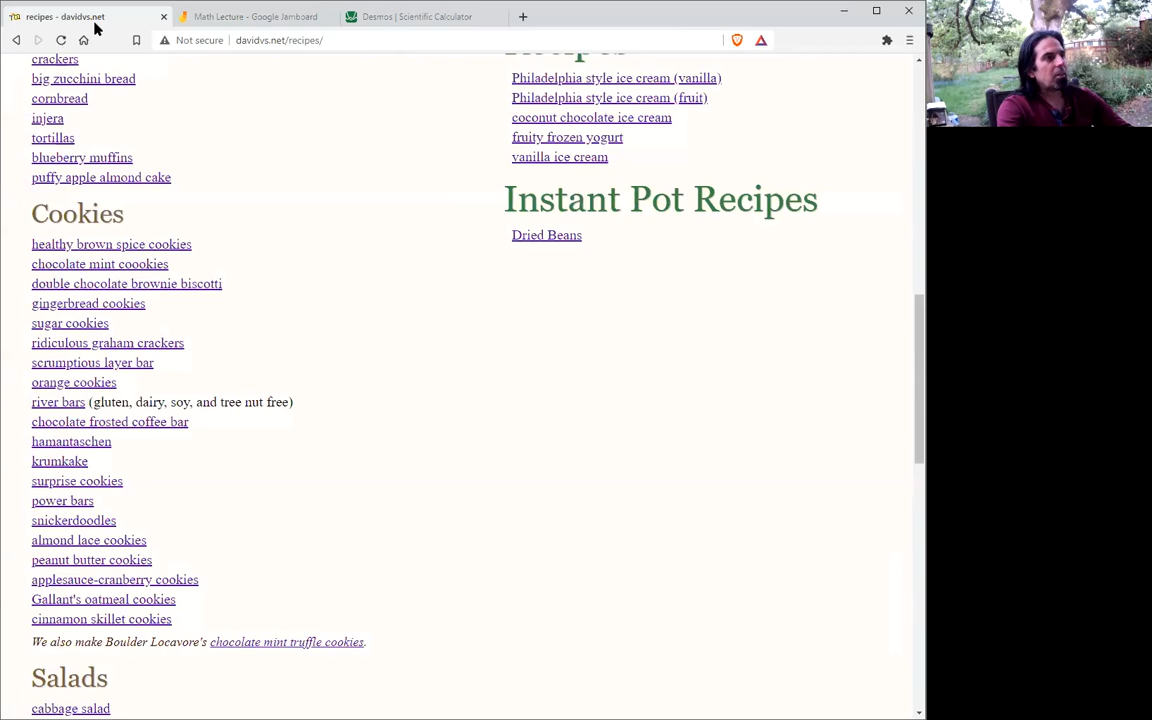 recipes - davidvs.net
Math Lecture - Google Jamboard
Desmos | Scientific Calculator
Not secure
davidvs.net/recipes/
crackers
big zucchini bread
cornbread
injera
tortillas
blueberry muffins
puffy apple almond cake
Cookies
healthy brown spice cookies
chocolate mint coookies
double chocolate brownie biscotti
gingerbread cookies
sugar cookies
ridiculous graham crackers
scrumptious layer bar
orange cookies
river bars (gluten, dairy, soy, and tree nut free)
chocolate frosted coffee bar
hamantaschen
krumkake
surprise cookies
power bars
snickerdoodles
almond lace cookies
peanut butter cookies
applesauce-cranberry cookies
Gallant's oatmeal cookies
cinnamon skillet cookies
We also make Boulder Locavore's chocolate mint truffle cookies.
Salads
cabbage salad
Recipes
Philadelphia style ice cream (vanilla)
Philadelphia style ice cream (fruit)
coconut chocolate ice cream
fruity frozen yogurt
vanilla ice cream
Instant Pot Recipes
Dried Beans